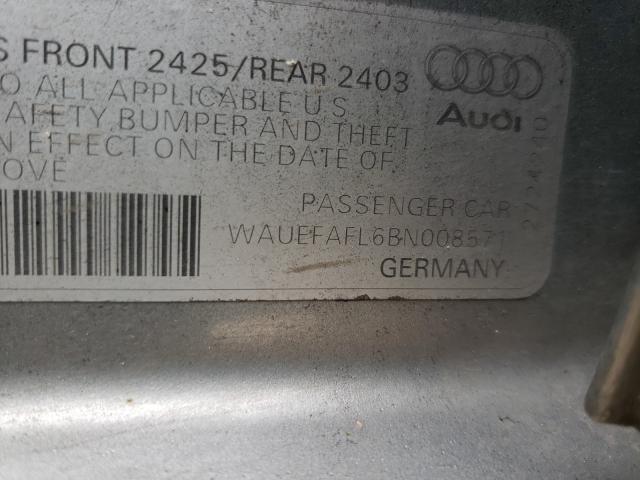 S FRONT 2425/REAR 2403
O ALL APPLICABLE U S
AFETY BUMPER AND THEFT
N EFFECT ON THE DATE OF
OVE
Audi
PASSENGER CAR
WAUEFAFL6BN008571
GERMANY